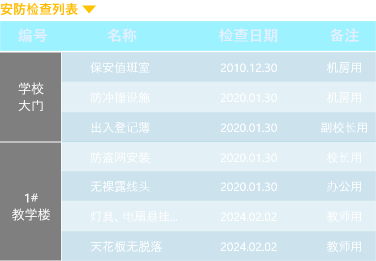 安防检查列表
编号 名称 检查日期 备注
学校大门
保安值班室 2010.12.30 机房用
防冲撞设施 2020.01.30 机房用
出入登记薄 2020.01.30 副校长用
1#教学楼
防盗网安装 2020.01.30 校长用
无裸露线头 2020.01.30 办公用
灯具、电扇悬挂... 2024.02.02 教师用
天花板无脱落 2024.02.02 教师用